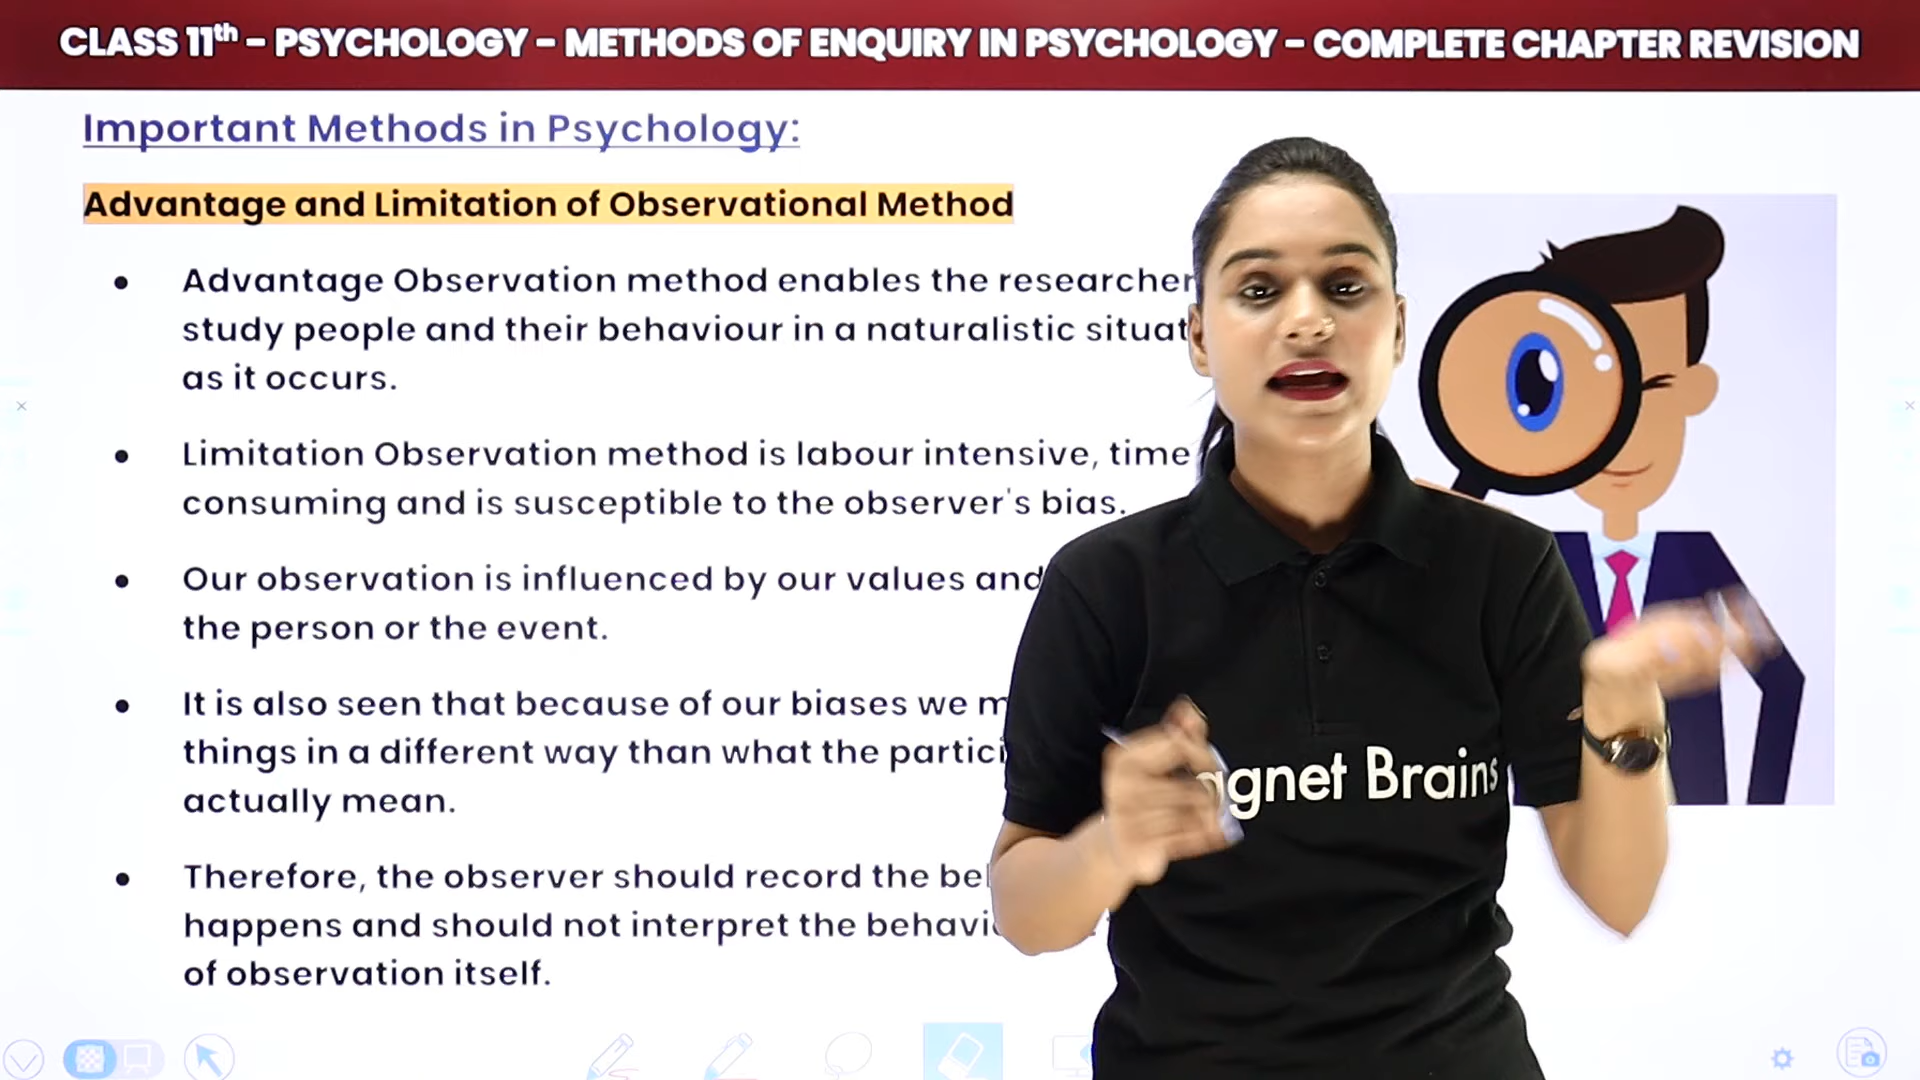 CLASS 11th – PSYCHOLOGY – METHODS OF ENQUIRY IN PSYCHOLOGY – COMPLETE CHAPTER REVISION
Important Methods in Psychology:
Advantage and Limitation of Observational Method
• Advantage Observation method enables the researcher
study people and their behaviour in a naturalistic
as it occurs.
• Limitation Observation method is labour intensive, time
consuming and is susceptible to the observer's bias.
• Our observation is influenced by our values and
the person or the event.
• It is also seen that because of our biases we
things in a different way than what the
actually mean.
• Therefore, the observer should record the
happens and should not interpret the
of observation itself.
Brains